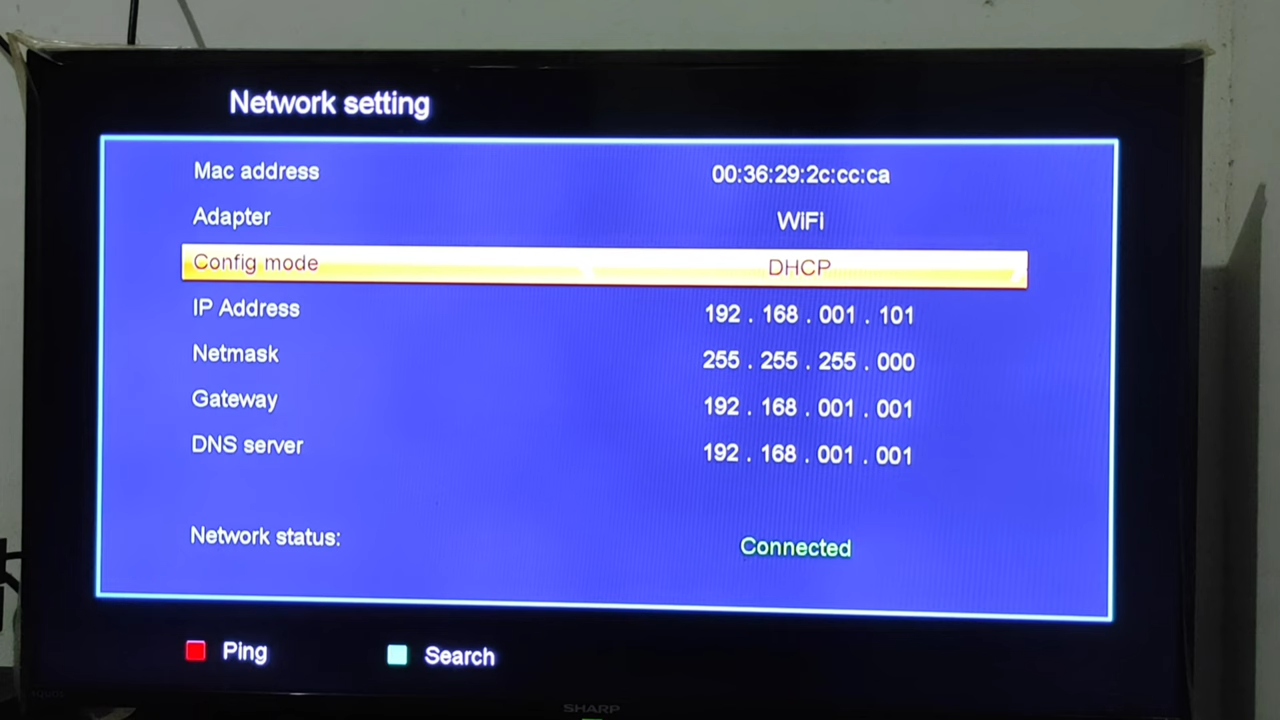 Network setting
Mac address 00:36:29:2c:cc:ca
Adapter WiFi
Config mode DHCP
IP Address 192 . 168 . 001 . 101
Netmask 255 . 255 . 255 . 000
Gateway 192 . 168 . 001 . 001
DNS server 192 . 168 . 001 . 001
Network status: Connected
Ping Search
SHARP